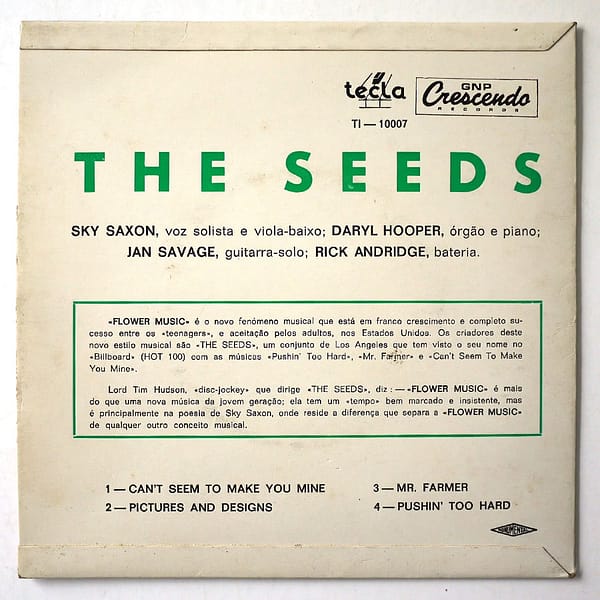 tecla
GNP
Crescendo
RECORDS
TI — 10007
THE SEEDS
SKY SAXON, voz solista e viola-baixo; DARYL HOOPER, órgão e piano;
JAN SAVAGE, guitarra-solo; RICK ANDRIDGE, bateria.
«FLOWER MUSIC» é o novo fenómeno musical que está em franco crescimento e completo su-
cesso entre os «teenagers», e aceitação pelos adultos, nos Estados Unidos. Os criadores deste
novo estilo musical são «THE SEEDS», um conjunto de Los Angeles que tem visto o seu nome no
«Billboard» (HOT 100) com as músicas «Pushin' Too Hard», «Mr. Farmer» e «Can't Seem To Make
You Mine».
Lord Tim Hudson, «disc-jockey» que dirige «THE SEEDS», diz: — «FLOWER MUSIC» é mais
do que uma nova música da jovem geração; ela tem um «tempo» bem marcado e insistente, mas
é principalmente na poesia de Sky Saxon, onde reside a diferença que separa a «FLOWER MUSIC»
de qualquer outro conceito musical.
1 — CAN'T SEEM TO MAKE YOU MINE
2 — PICTURES AND DESIGNS
3 — MR. FARMER
4 — PUSHIN' TOO HARD
MONUMENTAL